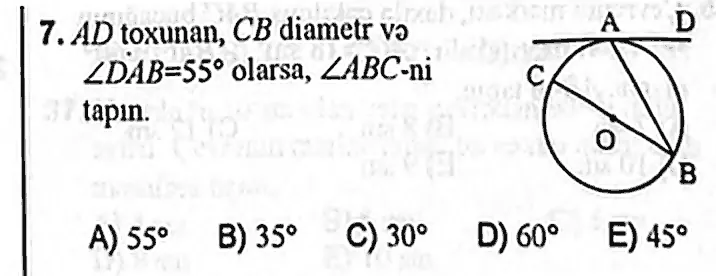 7. AD toxunan, CB diametr və
∠DAB=55° olarsa, ∠ABC-ni
tapın.
A D
C
O
B
A) 55° B) 35° C) 30° D) 60° E) 45°